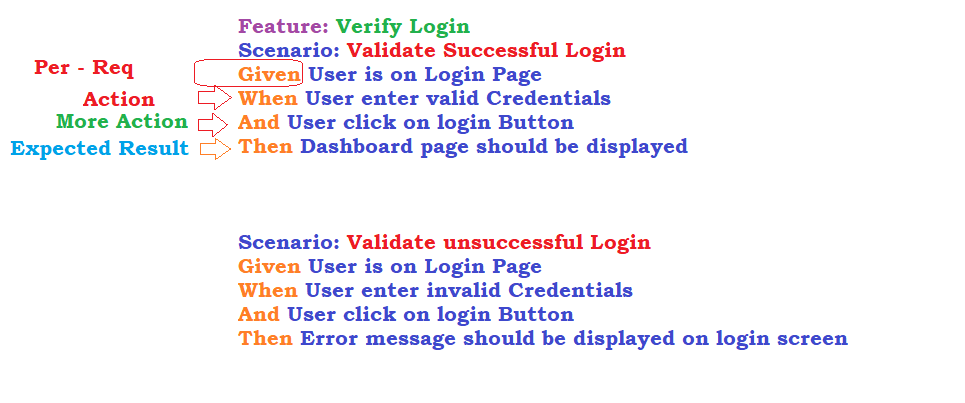 Feature: Verify Login
Scenario: Validate Successful Login
Per - Req Given User is on Login Page
Action When User enter valid Credentials
More Action And User click on login Button
Expected Result Then Dashboard page should be displayed
Scenario: Validate unsuccessful Login
Given User is on Login Page
When User enter invalid Credentials
And User click on login Button
Then Error message should be displayed on login screen